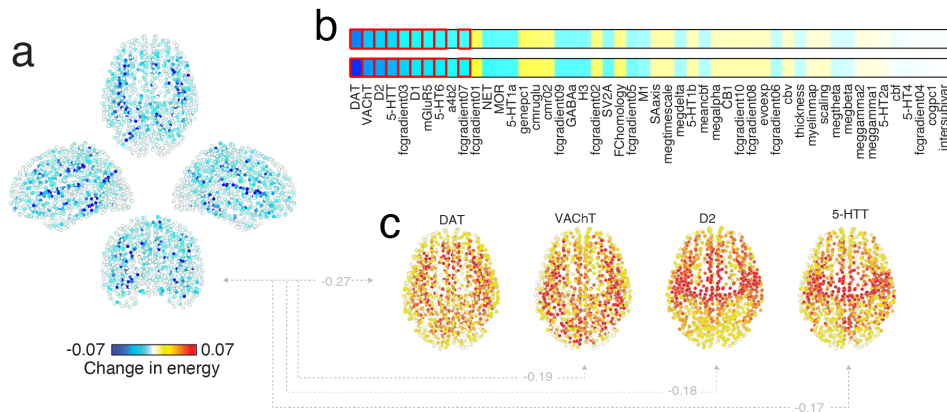 a
b
DAT
VAChT
D2
5-HTT
fcgradient03
D1
mGluR5
5-HT6
a4b2
fcgradient07
fcgradient01
NET
MOR
5-HT1a
genepc1
cmruglu
cmr02
fcgradient09
GABAa
H3
fcgradient02
SV2A
FChomology
M1
SAaxis
megtimescale
megdelta
5-HT1b
meancbf
megalpha
CB1
fcgradient10
fcgradient08
evoexp
fcgradient06
cbv
thickness
myelinmap
scaling
megtheta
megbeta
meggamma2
meggamma1
5-HT2a
cbf
5-HT4
fcgradient04
cogpc1
intersubjvar
c
DAT
VAChT
D2
5-HTT
-0.27
-0.07 0.07
Change in energy
-0.19
-0.18
-0.17